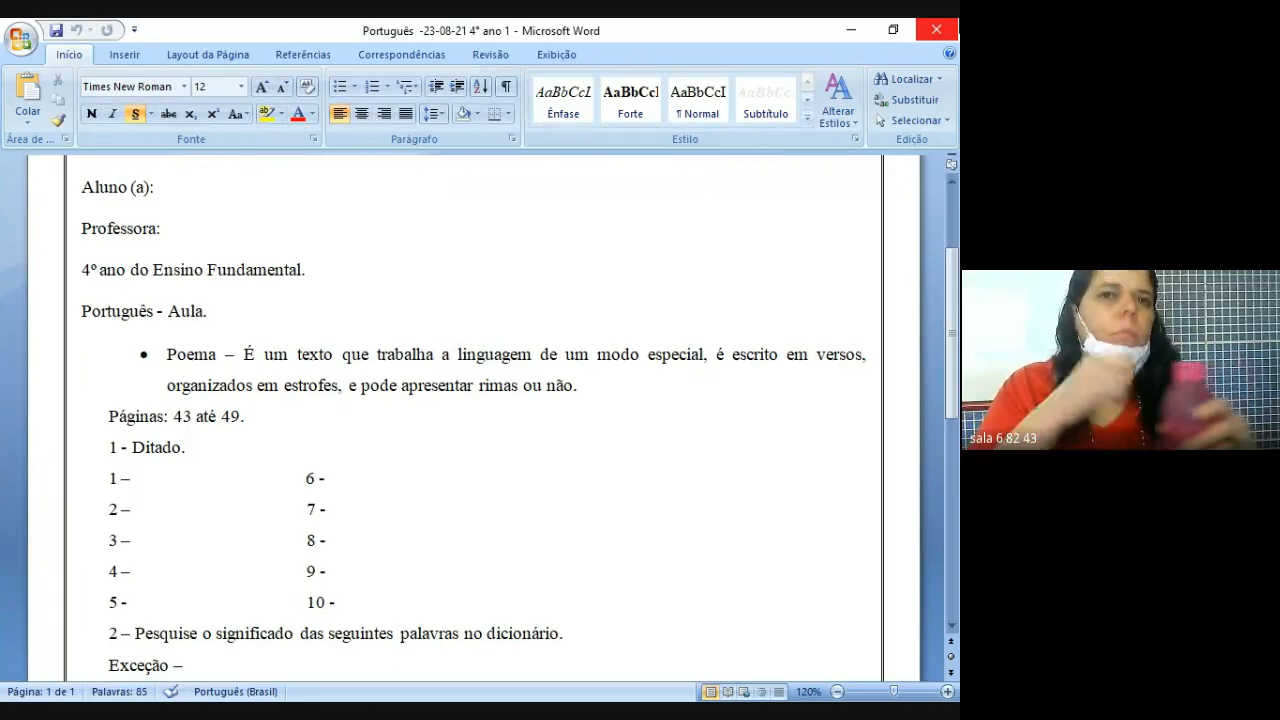 Português -23-08-21 4° ano 1 - Microsoft Word
Início Inserir Layout da Página Referências Correspondências Revisão Exibição
Colar
Times New Roman 12
AaBbCcL AaBbCcl AaBbCcI AaBbCcl
Ênfase Forte ¶ Normal Subtítulo
Alterar Estilos
Localizar
Substituir
Selecionar
Área de... Fonte Parágrafo Estilo Edição
Aluno (a):
Professora:
4º ano do Ensino Fundamental.
Português - Aula.
• Poema – É um texto que trabalha a linguagem de um modo especial, é escrito em versos,
organizados em estrofes, e pode apresentar rimas ou não.
Páginas: 43 até 49.
1 - Ditado.
1 – 6 -
2 – 7 -
3 – 8 -
4 – 9 -
5 - 10 -
2 – Pesquise o significado das seguintes palavras no dicionário.
Exceção –
Página: 1 de 1 Palavras: 85 Português (Brasil) 120%
sala 6 82 43